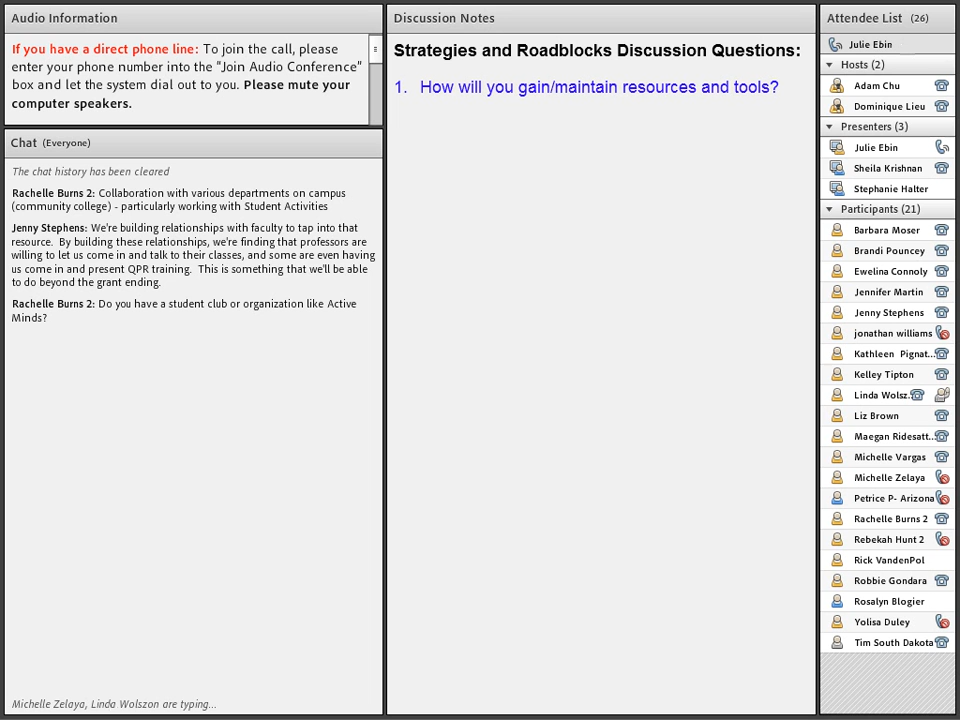 Audio Information
If you have a direct phone line: To join the call, please
enter your phone number into the "Join Audio Conference"
box and let the system dial out to you. Please mute your
computer speakers.
Chat (Everyone)
The chat history has been cleared
Rachelle Burns 2: Collaboration with various departments on campus
(community college) - particularly working with Student Activities
Jenny Stephens: We're building relationships with faculty to tap into that
resource. By building these relationships, we're finding that professors are
willing to let us come in and talk to their classes, and some are even having
us come in and present QPR training. This is something that we'll be able
to do beyond the grant ending.
Rachelle Burns 2: Do you have a student club or organization like Active
Minds?
Michelle Zelaya, Linda Wolszon are typing...
Discussion Notes
Strategies and Roadblocks Discussion Questions:
1. How will you gain/maintain resources and tools?
Attendee List (26)
Julie Ebin
Hosts (2)
Adam Chu
Dominique Lieu
Presenters (3)
Julie Ebin
Sheila Krishnan
Stephanie Halter
Participants (21)
Barbara Moser
Brandi Pouncey
Ewelina Connoly
Jennifer Martin
Jenny Stephens
jonathan williams
Kathleen Pignat...
Kelley Tipton
Linda Wolsz..
Liz Brown
Maegan Ridesatt...
Michelle Vargas
Michelle Zelaya
Petrice P- Arizona
Rachelle Burns 2
Rebekah Hunt 2
Rick VandenPol
Robbie Gondara
Rosalyn Blogier
Yolisa Duley
Tim South Dakota